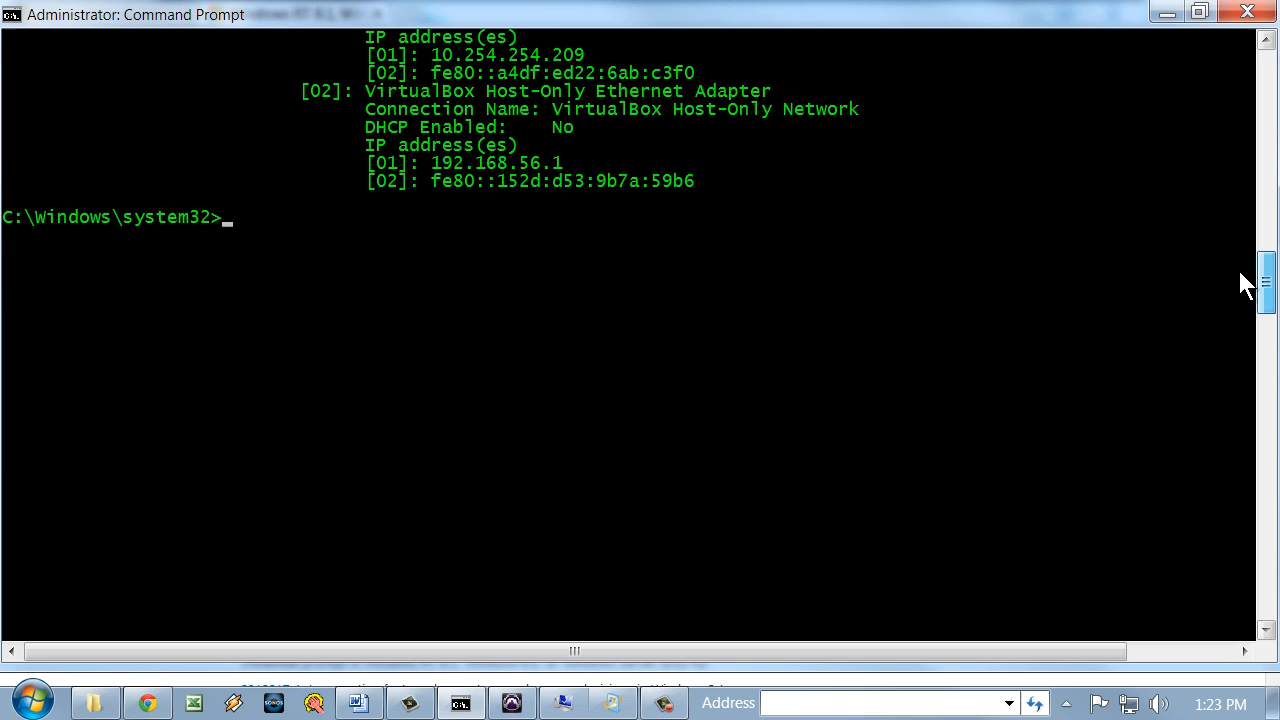 Administrator: Command Prompt
IP address(es)
[01]: 10.254.254.209
[02]: fe80::a4df:ed22:6ab:c3f0
[02]: VirtualBox Host-Only Ethernet Adapter
Connection Name: VirtualBox Host-Only Network
DHCP Enabled:    No
IP address(es)
[01]: 192.168.56.1
[02]: fe80::152d:d53:9b7a:59b6
C:\Windows\system32>
SONOS
Address
1:23 PM